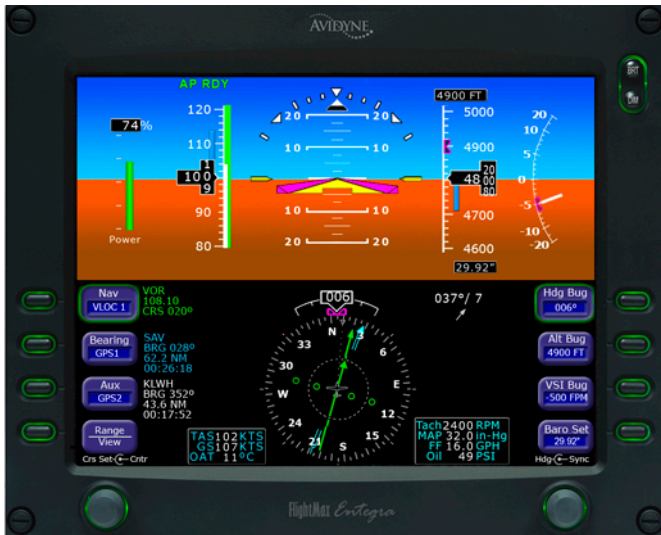 AVIDYNE
BRT
DIM
AP RDY
4900 FT
74%
120
110
1
100
9
90
80
20 20
10 10
10 10
20 20
5000
4900
20
48 00
80
4700
4600
20
10
5
0
-5
-10
-20
Power
29.92"
Nav
VLOC 1
VOR
108.10
CRS 020°
006
037°/ 7
Hdg Bug
006°
Bearing
GPS1
SAV
BRG 028°
62.2 NM
00:26:18
Alt Bug
4900 FT
Aux
GPS2
KLWH
BRG 352°
43.6 NM
00:17:52
VSI Bug
-500 FPM
Range
View
Baro Set
29.92"
N
3
6
E
12
15
S
21
24
W
30
33
TAS 102 KTS
GS 107 KTS
OAT 11°C
Tach 2400 RPM
MAP 32.0 in-Hg
FF 16.0 GPH
Oil 49 PSI
Crs Set Cntr
Hdg Sync
FlightMax Entegra